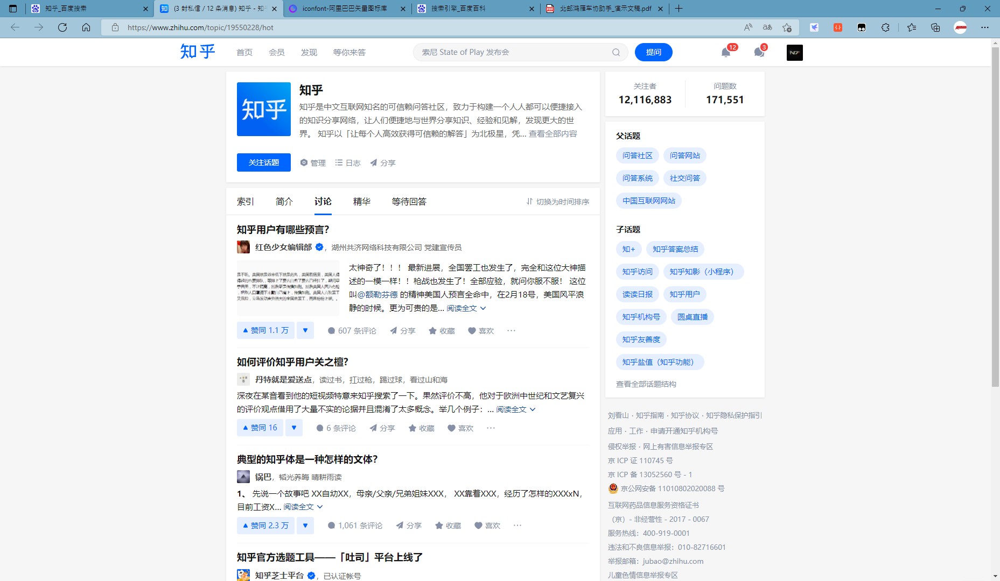 知乎_百度搜索
(3 封私信 / 12 条消息) 知乎 - 知乎
iconfont-阿里巴巴矢量图标库
搜索引擎_百度百科
北邮鸿雁车协助手_演示文稿.pdf
https://www.zhihu.com/topic/19550228/hot
知乎
首页
会员
发现
等你来答
索尼 State of Play 发布会
提问
12
3
N7
知乎
知乎
知乎是中文互联网知名的可信赖问答社区，致力于构建一个人人都可以便捷接入
的知识分享网络，让人们便捷地与世界分享知识、经验和见解，发现更大的世
界。 知乎以「让每个人高效获得可信赖的解答」为北极星，凭... 查看全部内容
关注话题
管理
日志
分享
索引
简介
讨论
精华
等待回答
切换为时间排序
知乎用户有哪些预言？
红色少女编辑部，湖州共济网络科技有限公司 党建宣传员
太神奇了！！！ 最新进展，全国罢工也发生了，完全和这位大神描
述的一模一样！！枪战也发生了！全部应验，就问你服不服！ 这位
叫@额勒芬德 的精神美国人预言全命中，在2月18号，美国风平浪
静的时候。更为可贵的是... 阅读全文
赞同 1.1 万
607 条评论
分享
收藏
喜欢
如何评价知乎用户关之檀？
丹特就是爱送点，读过书，扛过枪，踢过球，看过山和海
深夜在某音看到他的短视频特意来知乎搜索了一下。果然评价不高，他对于欧洲中世纪和文艺复兴
的评价观点借用了大量不实的论据并且混淆了太多概念。举几个例子：... 阅读全文
赞同 16
6 条评论
分享
收藏
喜欢
典型的知乎体是一种怎样的文体？
锅巴，韬光养晦 晴耕雨读
1、 先说一个故事吧 XX自幼XX，母亲/父亲/兄弟姐妹XXX， XX靠着XXX，经历了怎样的XXXxN，
目前工资X... 阅读全文
赞同 2.3 万
1,061 条评论
分享
收藏
喜欢
知乎官方选题工具——「吐司」平台上线了
知乎芝士平台，已认证帐号
关注者
12,116,883
问题数
171,551
父话题
问答社区
问答网站
问答系统
社交问答
中国互联网网站
子话题
知+
知乎答案总结
知乎访问
知乎知影（小程序）
读读日报
知乎用户
知乎机构号
圆桌直播
知乎友善度
知乎盐值（知乎功能）
查看全部话题结构
刘看山 · 知乎指南 · 知乎协议 · 知乎隐私保护指引
应用 · 工作 · 申请开通知乎机构号
侵权举报 · 网上有害信息举报专区
京 ICP 证 110745 号
京 ICP 备 13052560 号 - 1
京公网安备 11010802020088 号
互联网药品信息服务资格证书
（京）- 非经营性 - 2017 - 0067
服务热线：400-919-0001
违法和不良信息举报：010-82716601
举报邮箱：jubao@zhihu.com
儿童色情信息举报专区